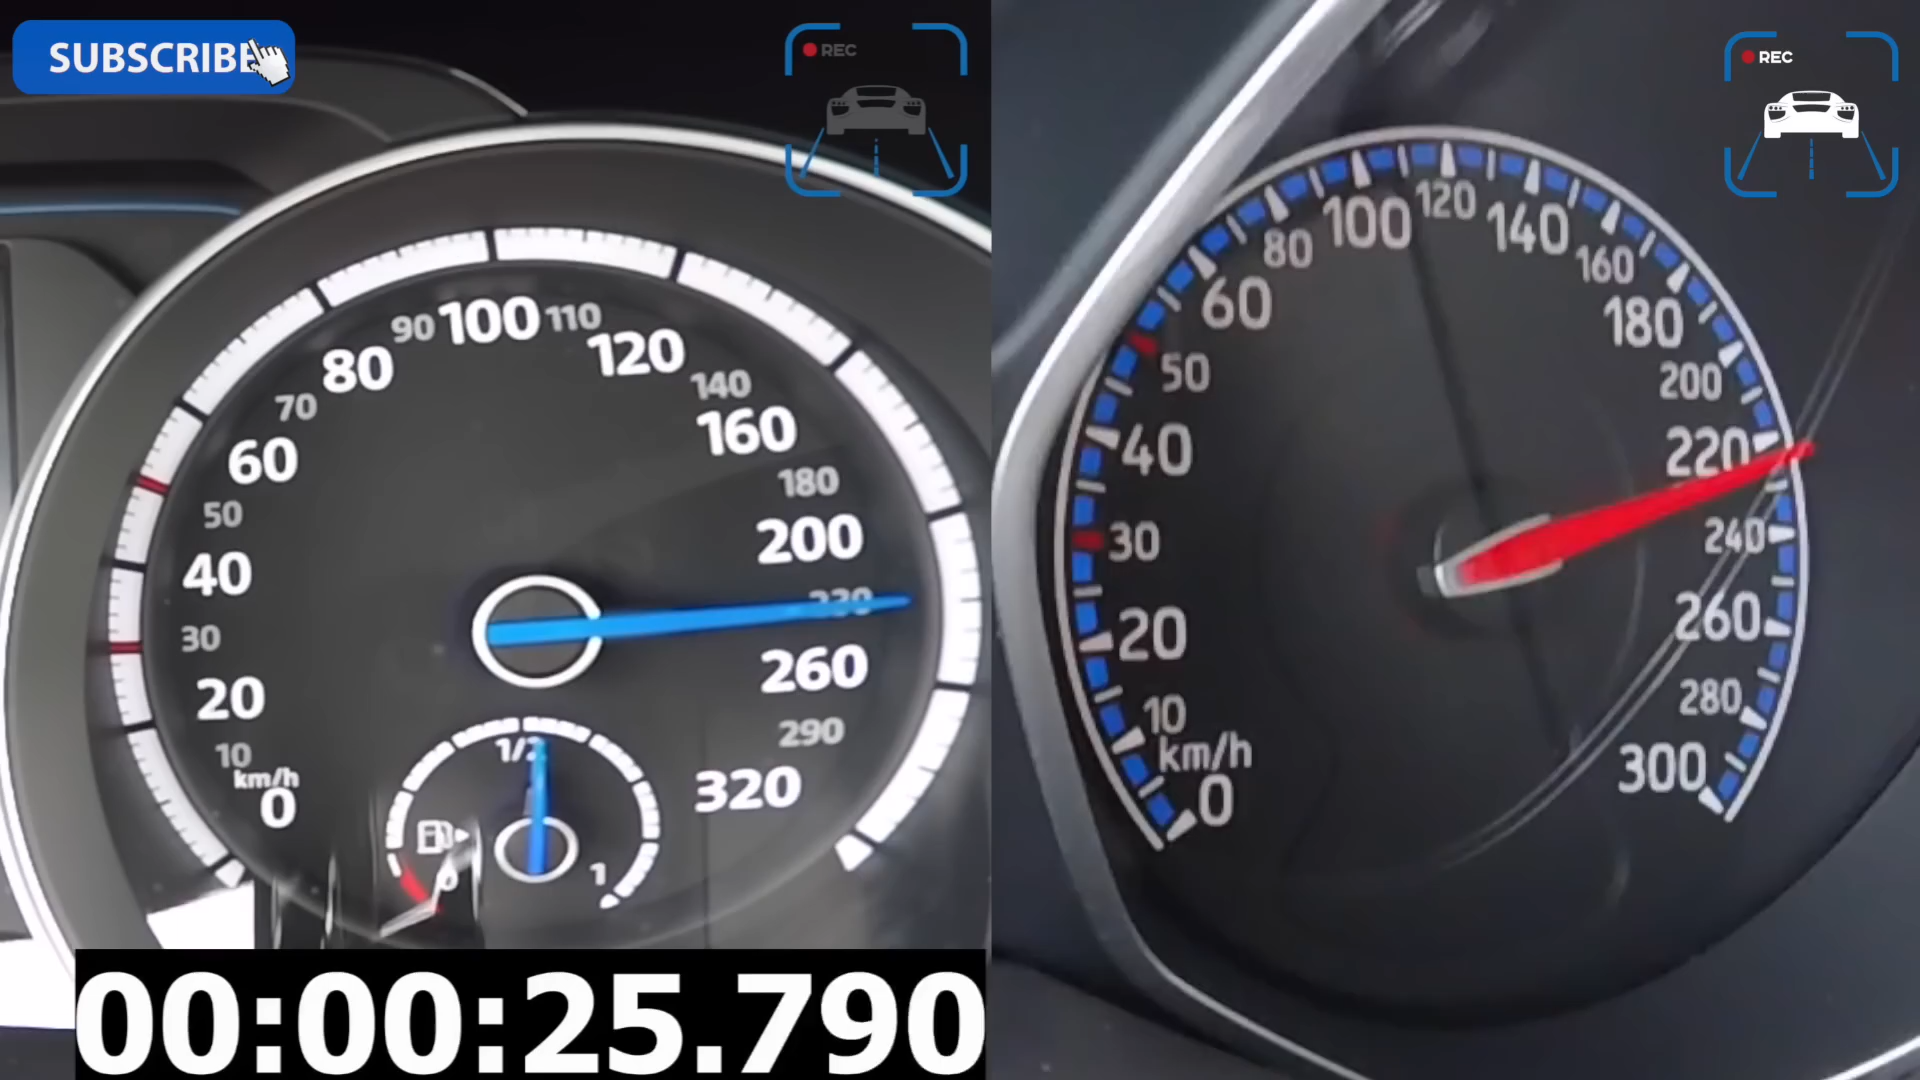 SUBSCRIBE
REC
90 100 110
80 120
70 140
60 160
50 180
40 200
30 230
20 260
10 290
km/h
0 320
1/2
0 1
00:00:25.790
REC
100 120 140
80 160
60 180
50 200
40 220
30 240
20 260
10 280
km/h 300
0